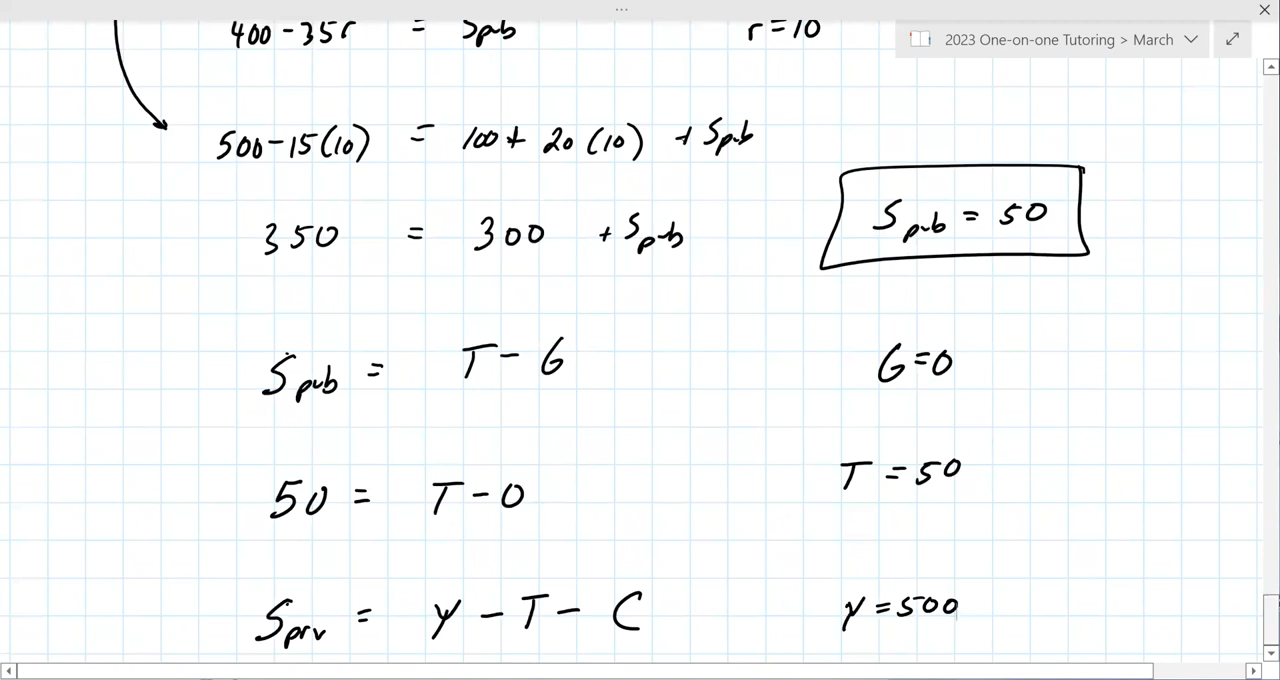 400 - 35r = Spub r = 10
2023 One-on-one Tutoring > March
500 - 15(10) = 100 + 20(10) + Spub
Spub = 50
350 = 300 + Spub
Spub = T - G G = 0
50 = T - 0 T = 50
Sprv = Y - T - C Y = 500